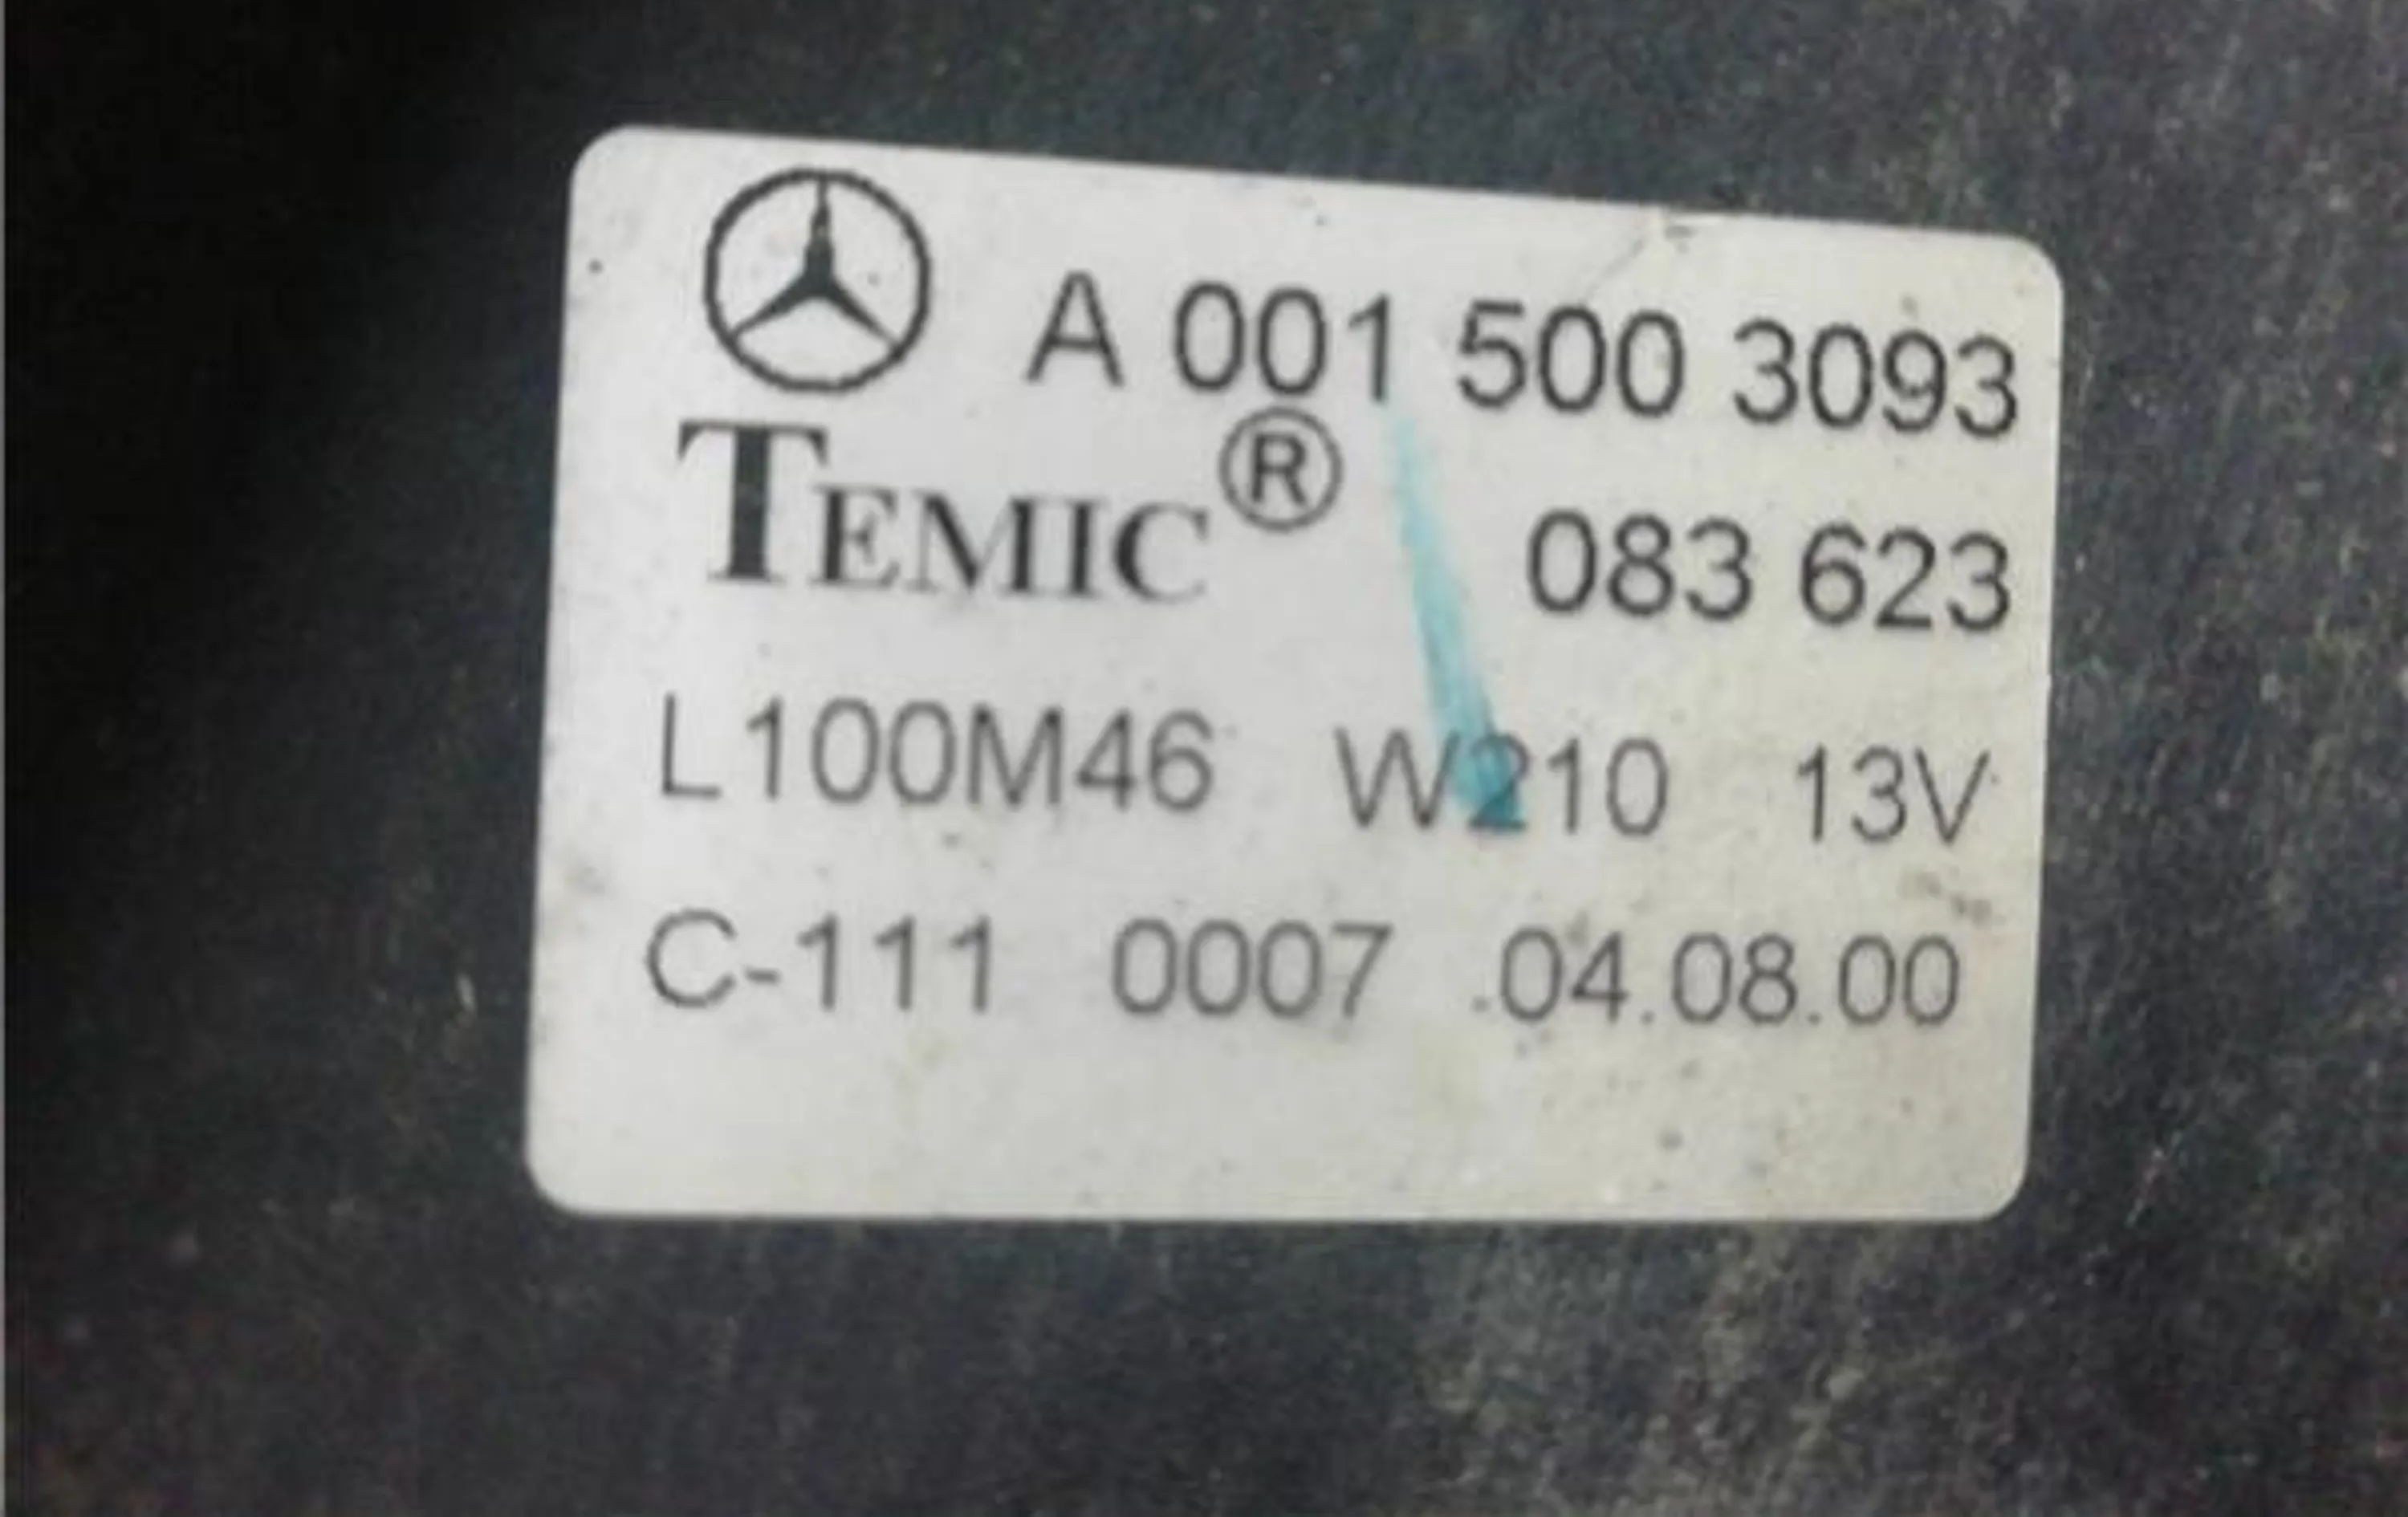 A 001 500 3093
TEMIC® 083 623
L100M46 W210 13V
C-111 0007 .04.08.00